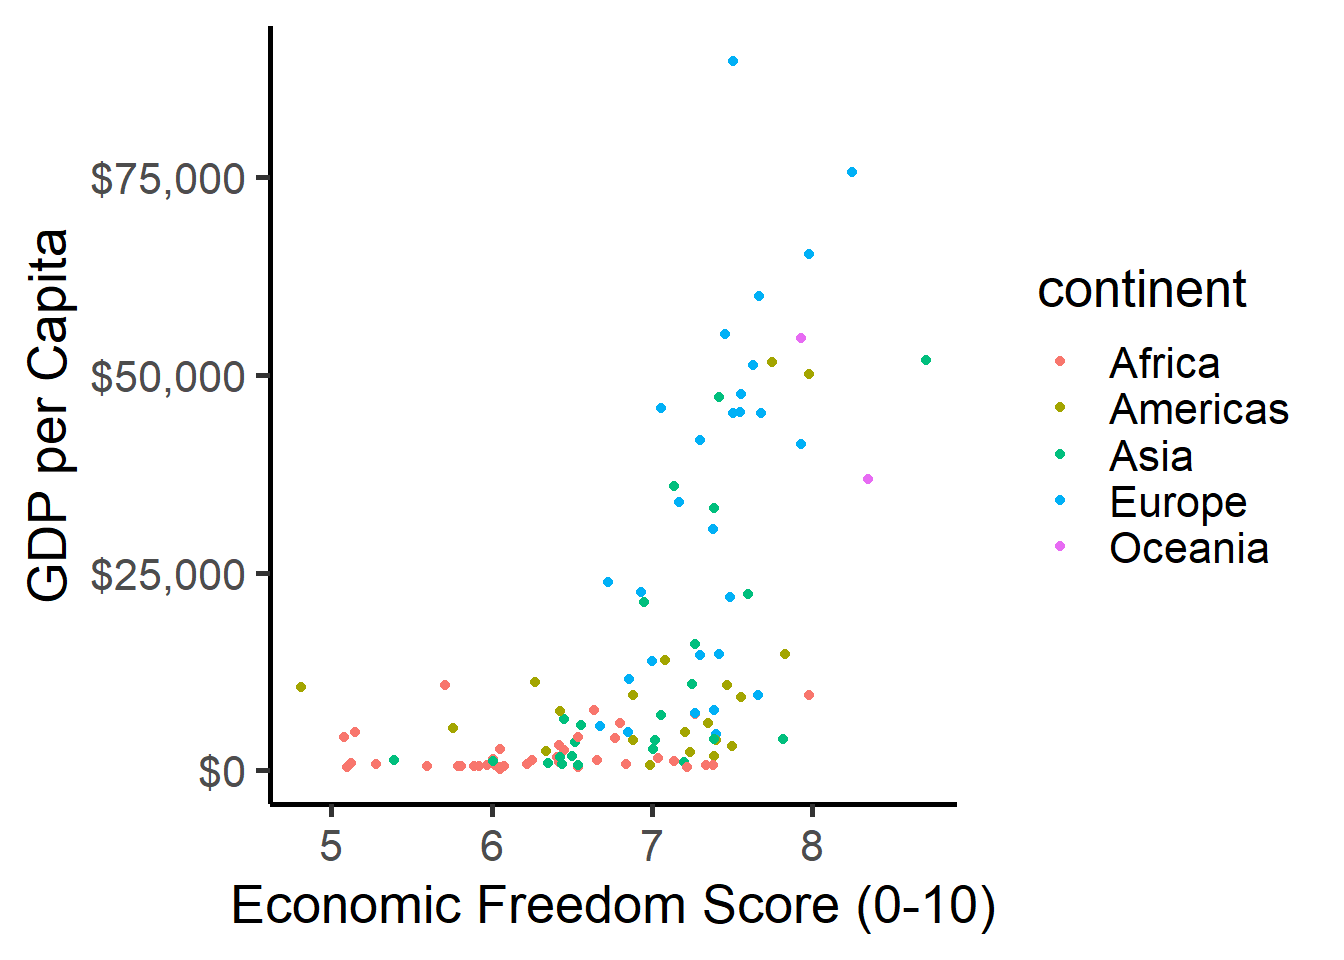 GDP per Capita
$75,000
$50,000
$25,000
$0
5 6 7 8
Economic Freedom Score (0-10)
continent
Africa
Americas
Asia
Europe
Oceania